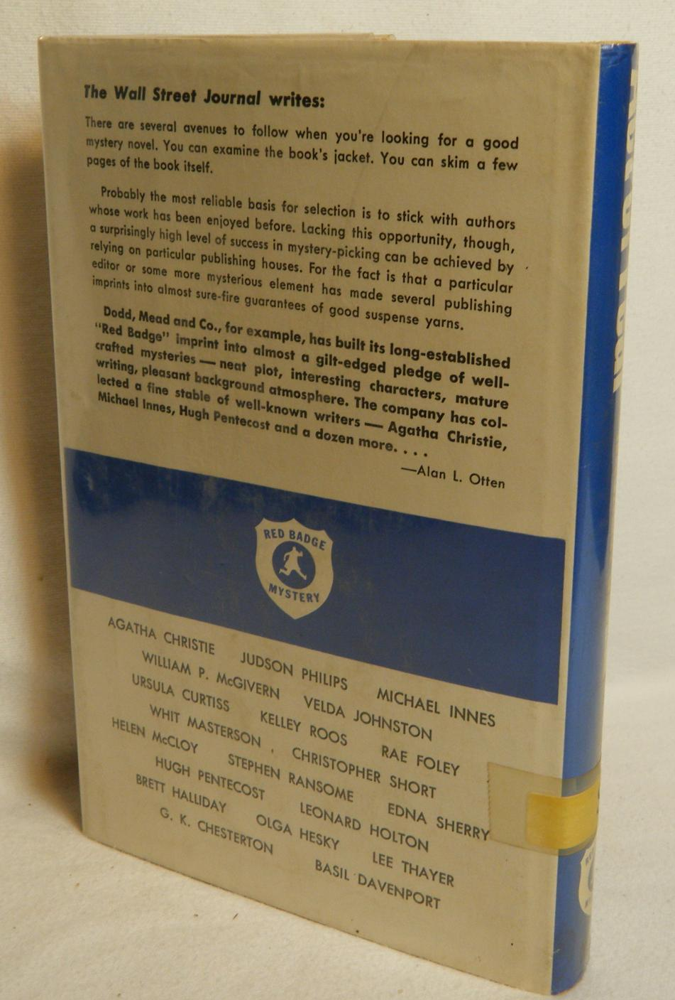 The Wall Street Journal writes:
There are several avenues to follow when you're looking for a good
mystery novel. You can examine the book's jacket. You can skim a few
pages of the book itself.
Probably the most reliable basis for selection is to stick with authors
whose work has been enjoyed before. Lacking this opportunity, though,
a surprisingly high level of success in mystery-picking can be achieved by
relying on particular publishing houses. For the fact is that a particular
editor or some more mysterious element has made several publishing
imprints into almost sure-fire guarantees of good suspense yarns.
Dodd, Mead and Co., for example, has built its long-established
"Red Badge" imprint into almost a gilt-edged pledge of well-
crafted mysteries — neat plot, interesting characters, mature
writing, pleasant background atmosphere. The company has col-
lected a fine stable of well-known writers — Agatha Christie,
Michael Innes, Hugh Pentecost and a dozen more. . . .
—Alan L. Otten
RED BADGE
MYSTERY
AGATHA CHRISTIE JUDSON PHILIPS MICHAEL INNES
WILLIAM P. McGIVERN VELDA JOHNSTON
URSULA CURTISS KELLEY ROOS RAE FOLEY
WHIT MASTERSON CHRISTOPHER SHORT
HELEN McCLOY STEPHEN RANSOME EDNA SHERRY
HUGH PENTECOST LEONARD HOLTON
BRETT HALLIDAY OLGA HESKY LEE THAYER
G. K. CHESTERTON BASIL DAVENPORT